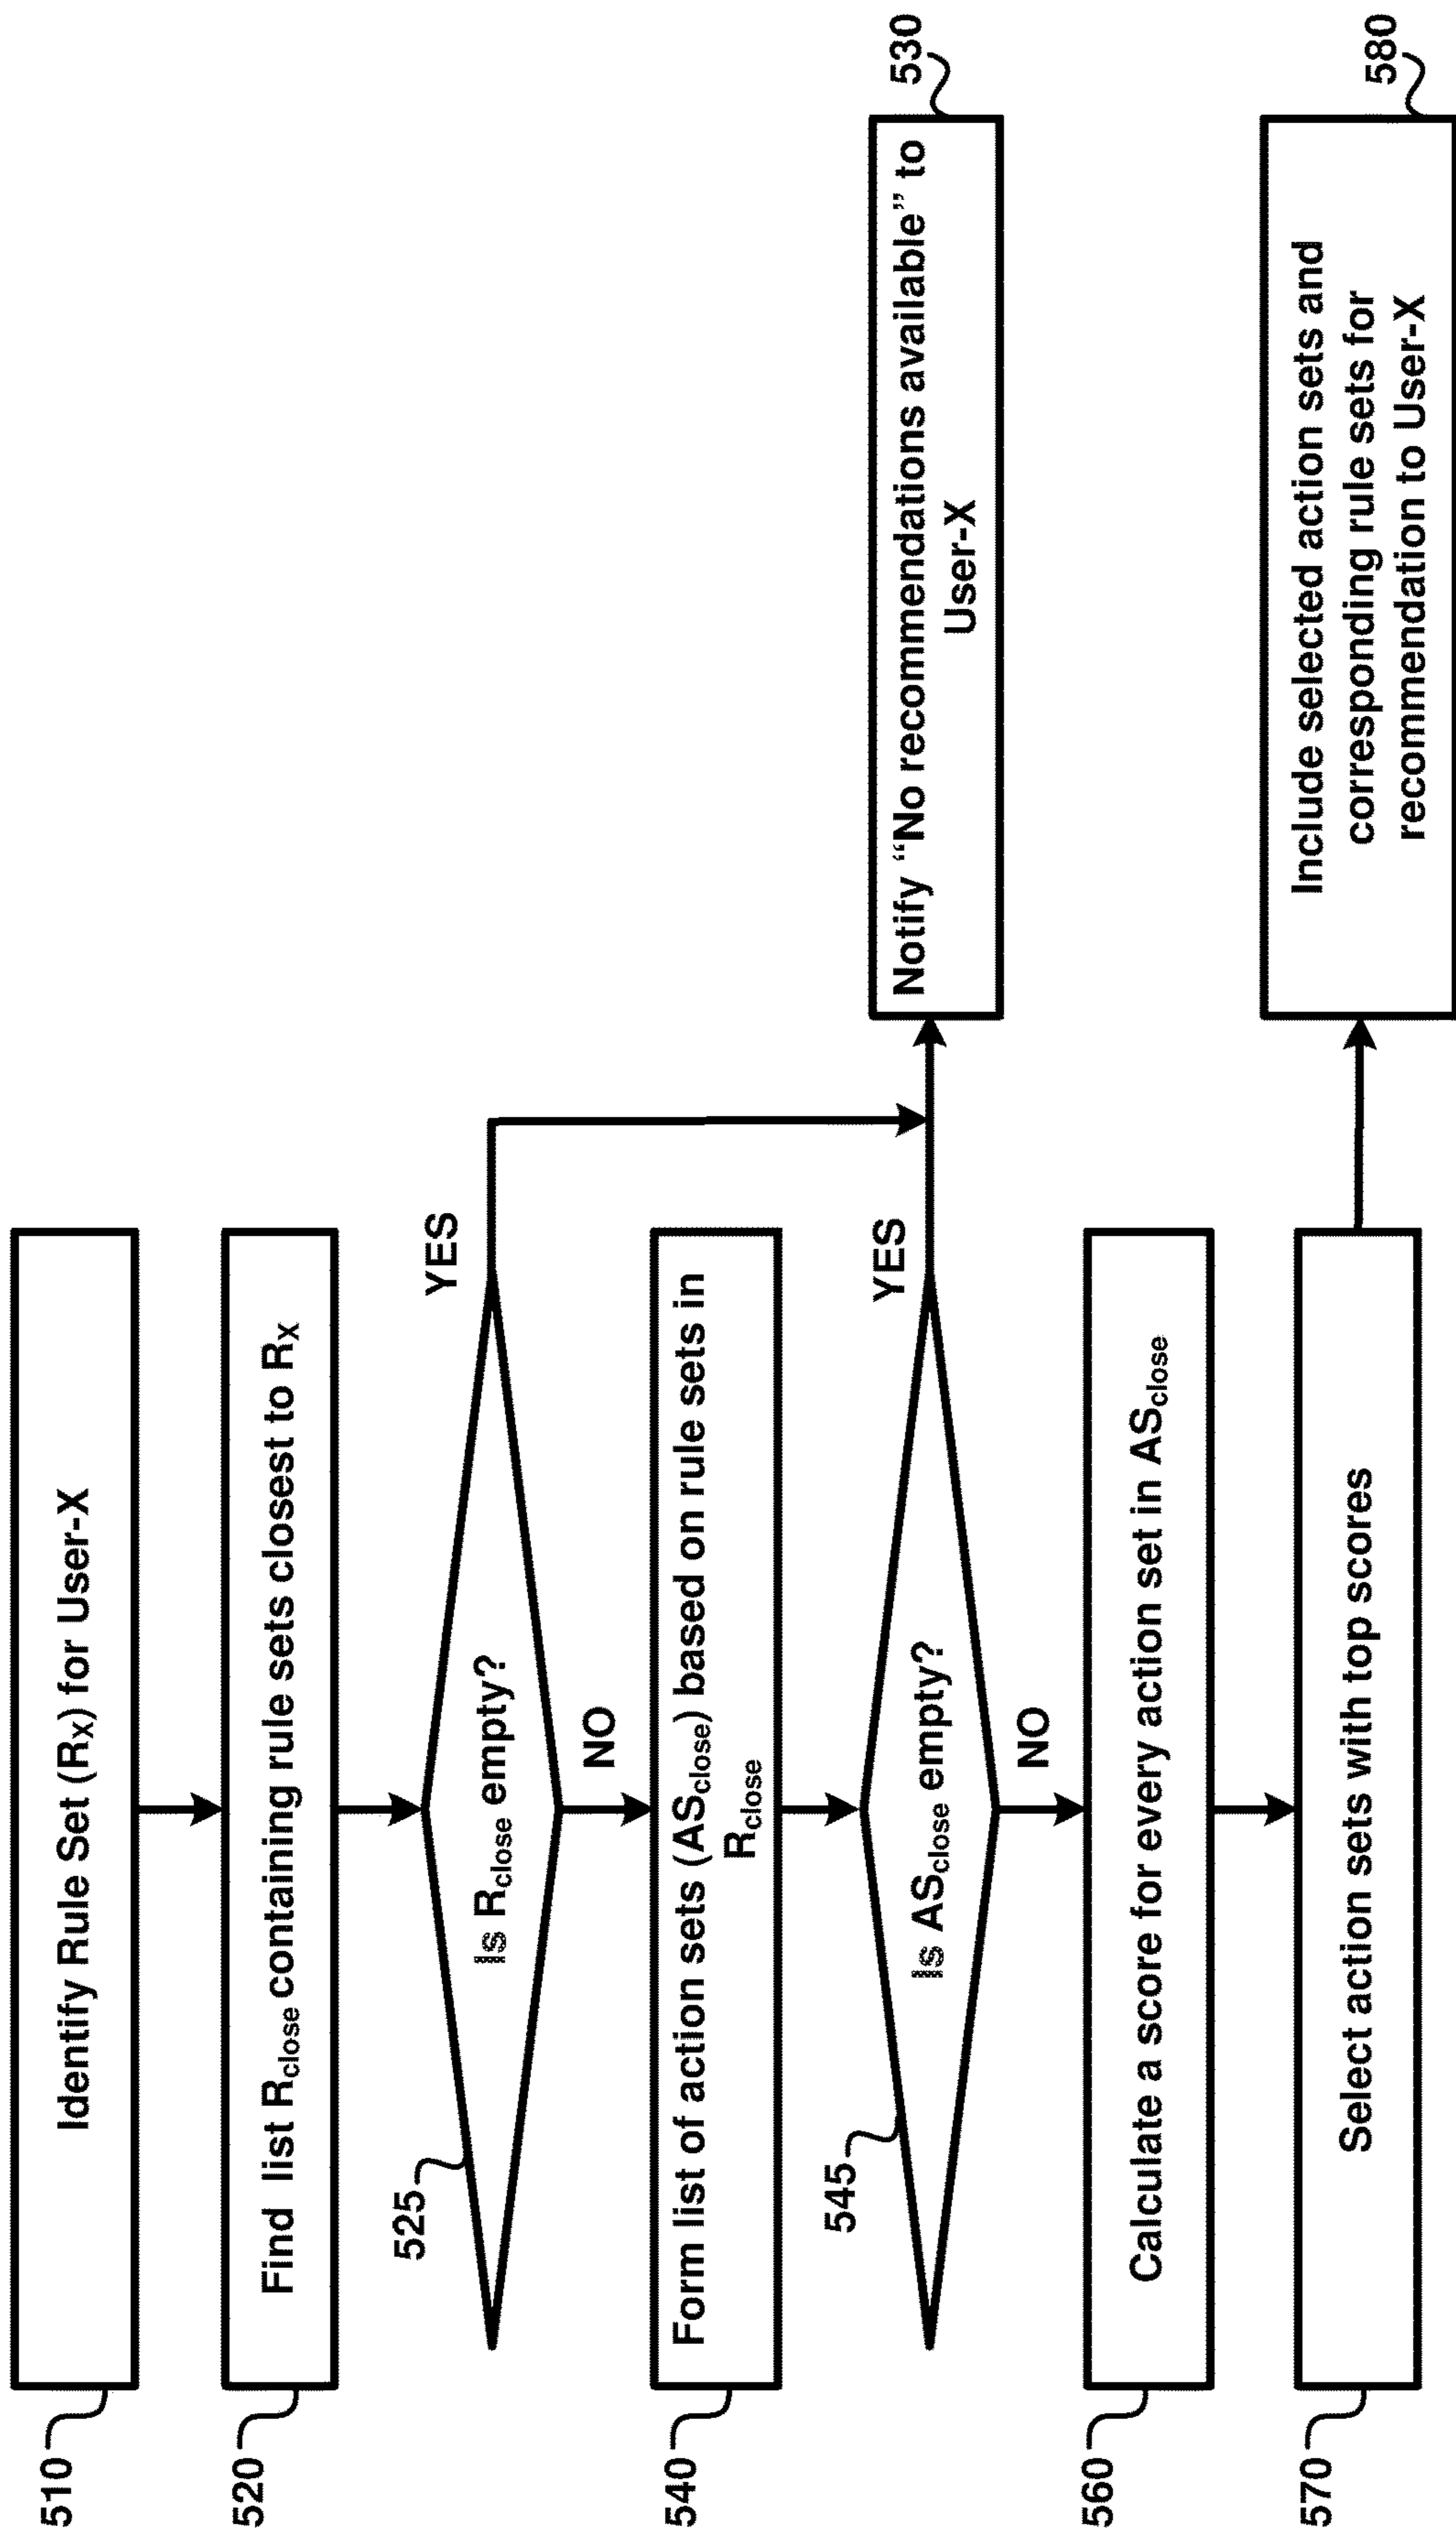 510
Identify Rule Set (RX) for User-X
520
Find list Rclose containing rule sets closest to RX
525
Is Rclose empty?
YES
NO
530
Notify “No recommendations available” to
User-X
540
Form list of action sets (ASclose) based on rule sets in
Rclose
545
Is ASclose empty?
YES
NO
560
Calculate a score for every action set in ASclose
570
Select action sets with top scores
580
Include selected action sets and
corresponding rule sets for
recommendation to User-X